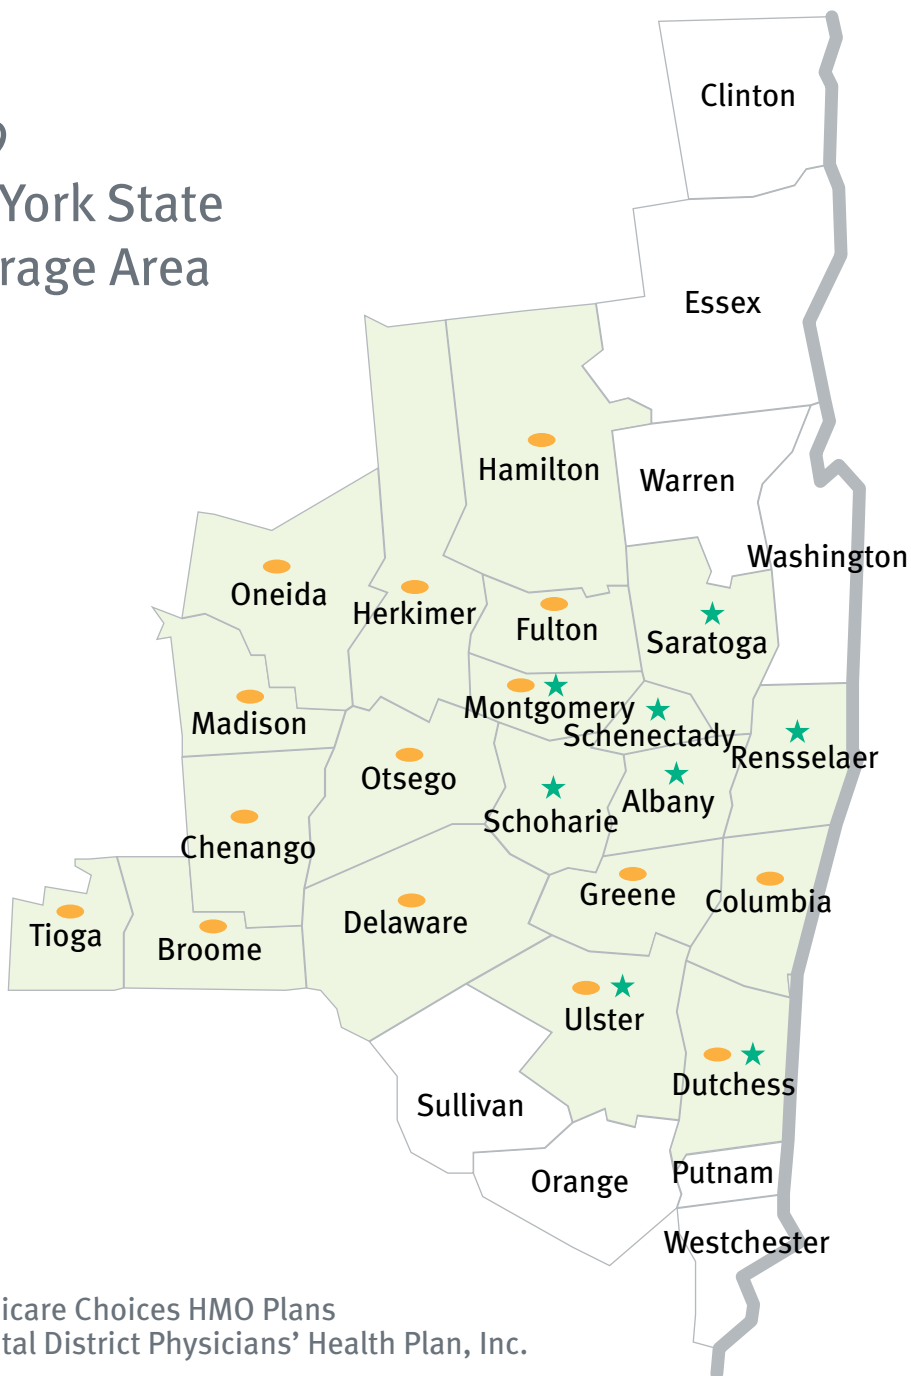 York State
rage Area
Clinton
Essex
Hamilton
Warren
Washington
Oneida
Herkimer
Fulton
Saratoga
Madison
Montgomery
Schenectady
Rensselaer
Otsego
Albany
Schoharie
Chenango
Greene
Columbia
Delaware
Tioga
Broome
Ulster
Dutchess
Sullivan
Putnam
Orange
Westchester
icare Choices HMO Plans
tal District Physicians’ Health Plan, Inc.